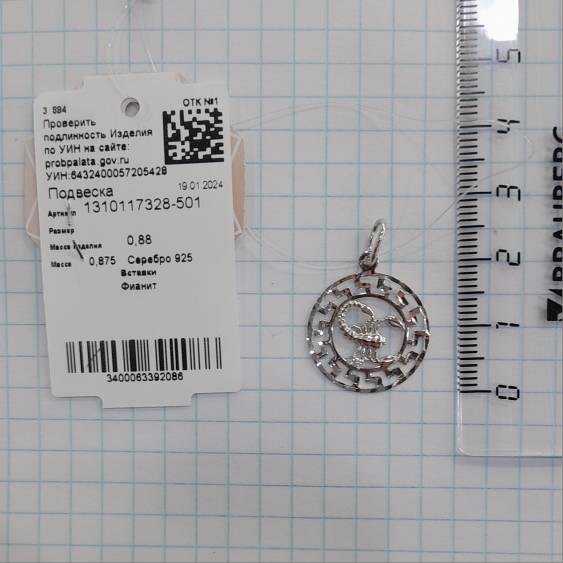 3 894
ОТК №1
Проверить
подлинность Изделия
по УИН на сайте:
probpalata.gov.ru
УИН:6432400057205428
Подвеска 19.01.2024
Артикул 1310117328-501
Размер
Масса изделия 0,88
Масса 0,875 Серебро 925
Вставки
Фианит
3400063392086
5
4
3
2
1
0
BRAUBERG